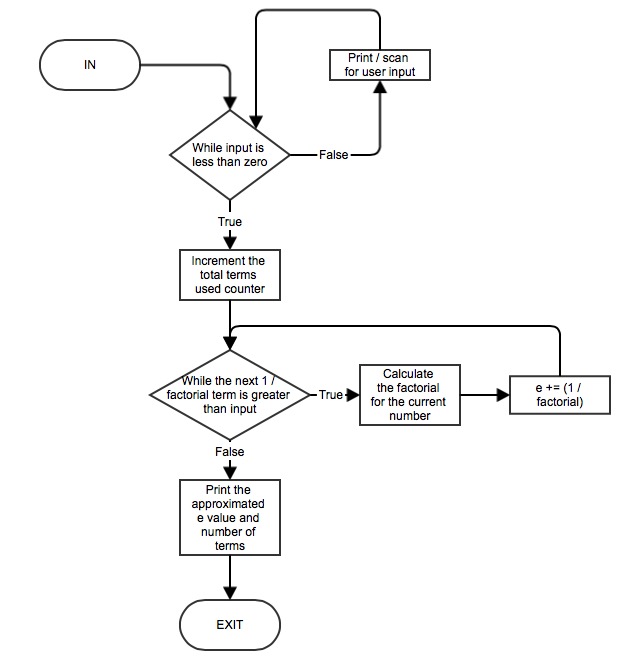 IN
Print / scan
for user input
While input is
less than zero
False
True
Increment the
total terms
used counter
While the next 1 /
factorial term is greater
than input
True
Calculate
the factorial
for the current
number
e += (1 /
factorial)
False
Print the
approximated
e value and
number of
terms
EXIT